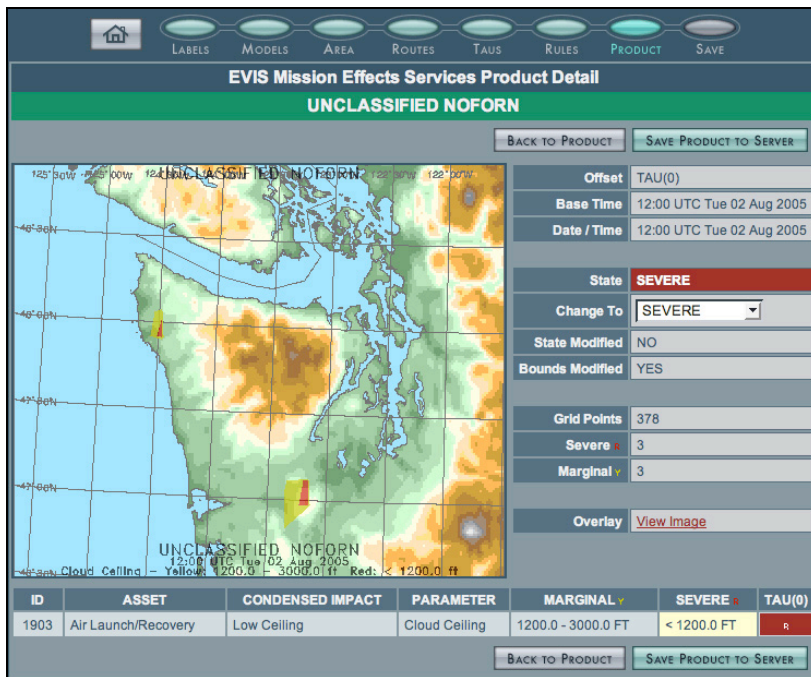 LABELS MODELS AREA ROUTES TAUS RULES PRODUCT SAVE
EVIS Mission Effects Services Product Detail
UNCLASSIFIED NOFORN
BACK TO PRODUCT SAVE PRODUCT TO SERVER
UNCLASSIFIED NOFORN
122°00'W
47°00N
UNCLASSIFIED NOFORN
12:00 UTC Tue 02 Aug 2005
Cloud Ceiling - Yellow: 1200.0 - 3000.0 ft Red: < 1200.0 ft
Offset TAU(0)
Base Time 12:00 UTC Tue 02 Aug 2005
Date / Time 12:00 UTC Tue 02 Aug 2005
State SEVERE
Change To SEVERE
State Modified NO
Bounds Modified YES
Grid Points 378
Severe R 3
Marginal Y 3
Overlay View Image
ID ASSET CONDENSED IMPACT PARAMETER MARGINAL Y SEVERE R TAU(0)
1903 Air Launch/Recovery Low Ceiling Cloud Ceiling 1200.0 - 3000.0 FT < 1200.0 FT R
BACK TO PRODUCT SAVE PRODUCT TO SERVER